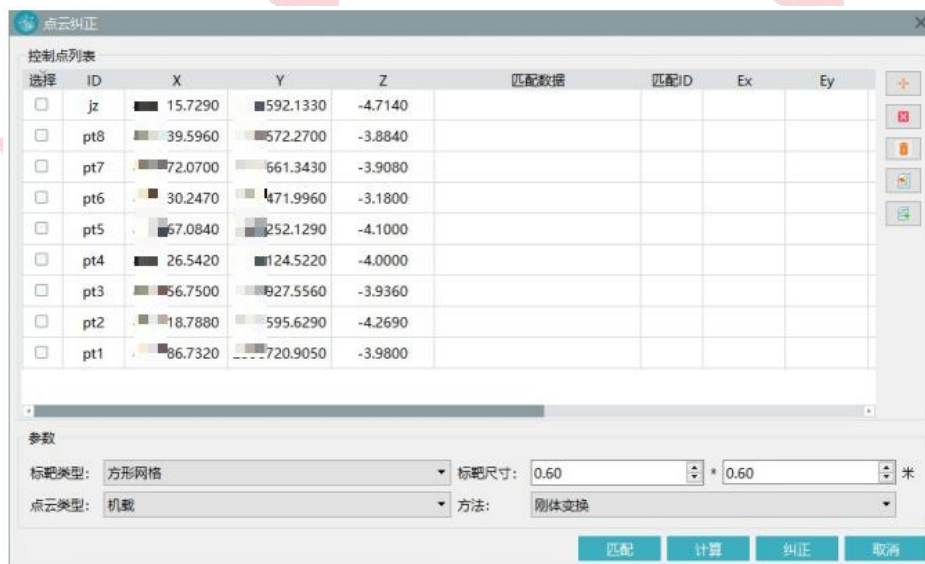 点云纠正
控制点列表
选择 ID X Y Z 匹配数据 匹配ID Ex Ey
jz 15.7290 592.1330 -4.7140
pt8 39.5960 572.2700 -3.8840
pt7 72.0700 661.3430 -3.9080
pt6 30.2470 471.9960 -3.1800
pt5 67.0840 252.1290 -4.1000
pt4 26.5420 124.5220 -4.0000
pt3 56.7500 927.5560 -3.9360
pt2 18.7880 595.6290 -4.2690
pt1 86.7320 720.9050 -3.9800
参数
标靶类型: 方形网格 标靶尺寸: 0.60 * 0.60 米
点云类型: 机载 方法: 刚体变换
匹配 计算 纠正 取消